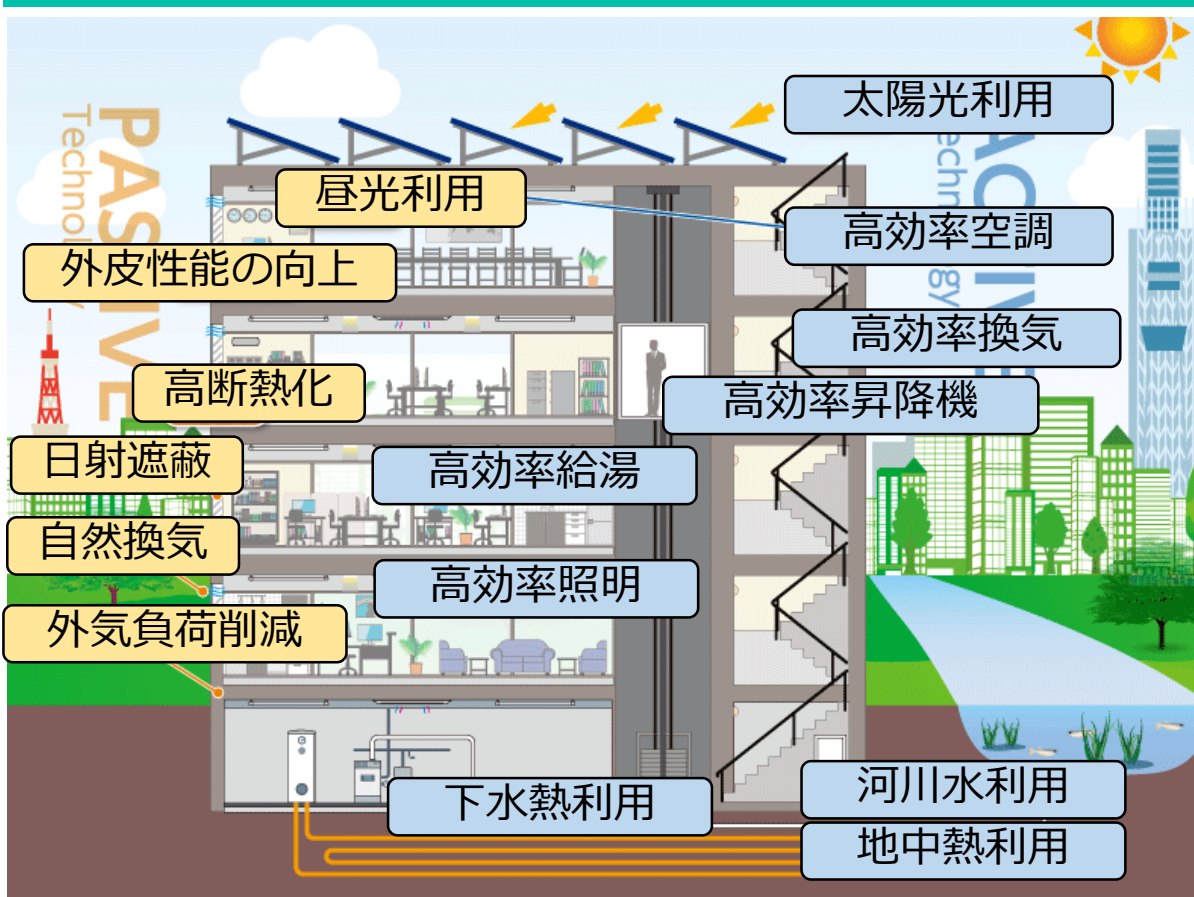 太陽光利用
PASSIVE
Technology
昼光利用
高効率空調
外皮性能の向上
高効率換気
高断熱化
高効率昇降機
日射遮蔽
高効率給湯
自然換気
高効率照明
外気負荷削減
下水熱利用
河川水利用
地中熱利用